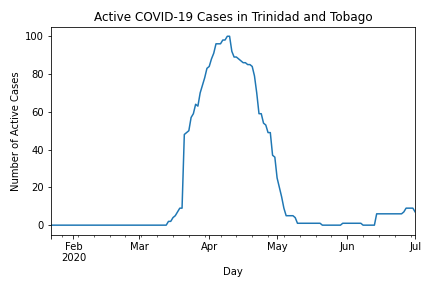 Active COVID-19 Cases in Trinidad and Tobago
Number of Active Cases
100
80
60
40
20
0
Feb Mar Apr May Jun Jul
2020
Day